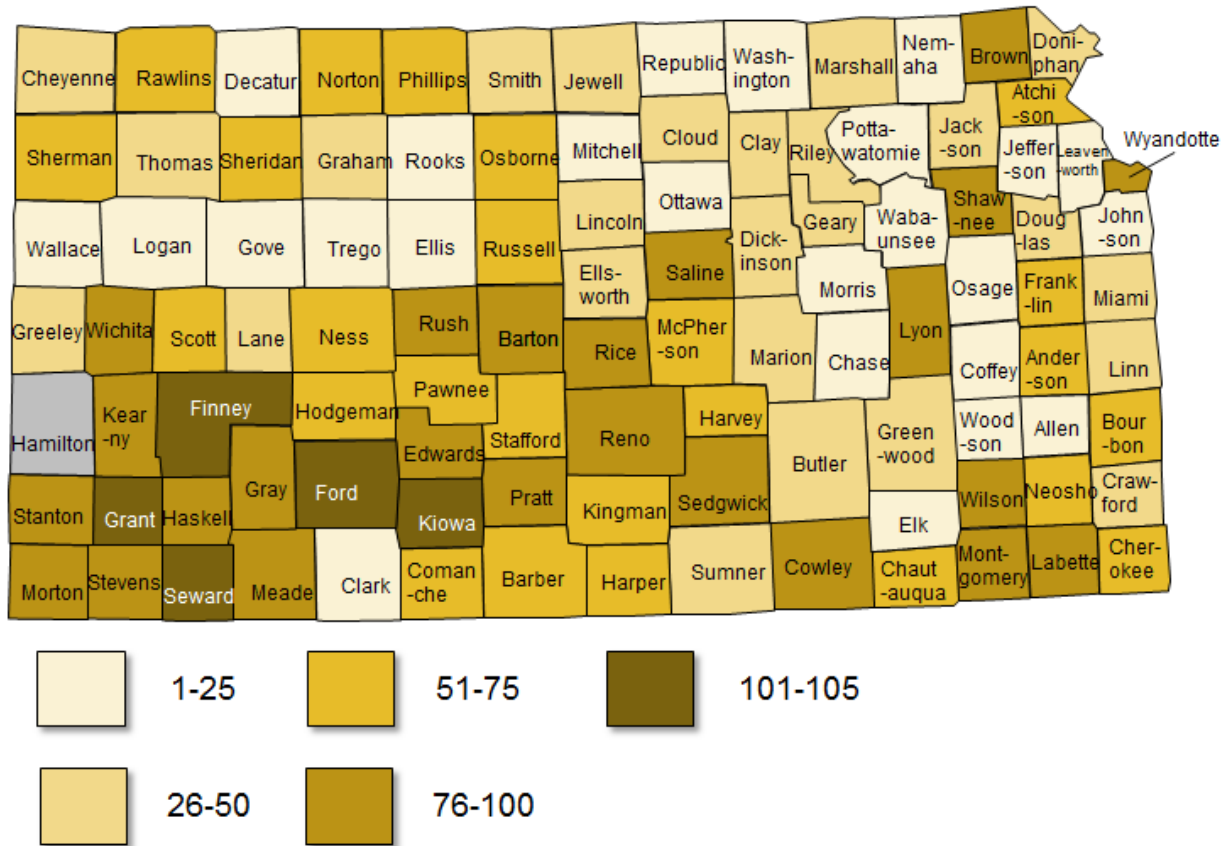 Cheyenne Rawlins Decatur Norton Phillips Smith Jewell Republic Wash-
ington Marshall Nem-
aha Brown Doni-
phan
Atchi
-son
Sherman Thomas Sheridan Graham Rooks Osborne Mitchell Cloud Clay Riley Potta-
watomie Jack
-son Jeffer
-son Leaven
-worth Wyandotte
Wallace Logan Gove Trego Ellis Russell Lincoln Ottawa Geary Waba-
unsee Shaw
-nee Doug
-las John
-son
Ells-
worth Saline Dick-
inson Morris Osage Frank
-lin Miami
Greeley Wichita Scott Lane Ness Rush Barton Rice McPher
-son Marion Chase Lyon Coffey Ander
-son Linn
Hamilton Kear
-ny Finney Hodgeman Pawnee Stafford Reno Harvey Butler Green
-wood Wood
-son Allen Bour
-bon
Gray Ford Edwards
Stanton Grant Haskell Kiowa Pratt Kingman Sedgwick Elk Wilson Neosho Craw-
ford
Morton Stevens Seward Meade Clark Coman
-che Barber Harper Sumner Cowley Chaut
-auqua Mont-
gomery Labette Cher-
okee
1-25 51-75 101-105
26-50 76-100